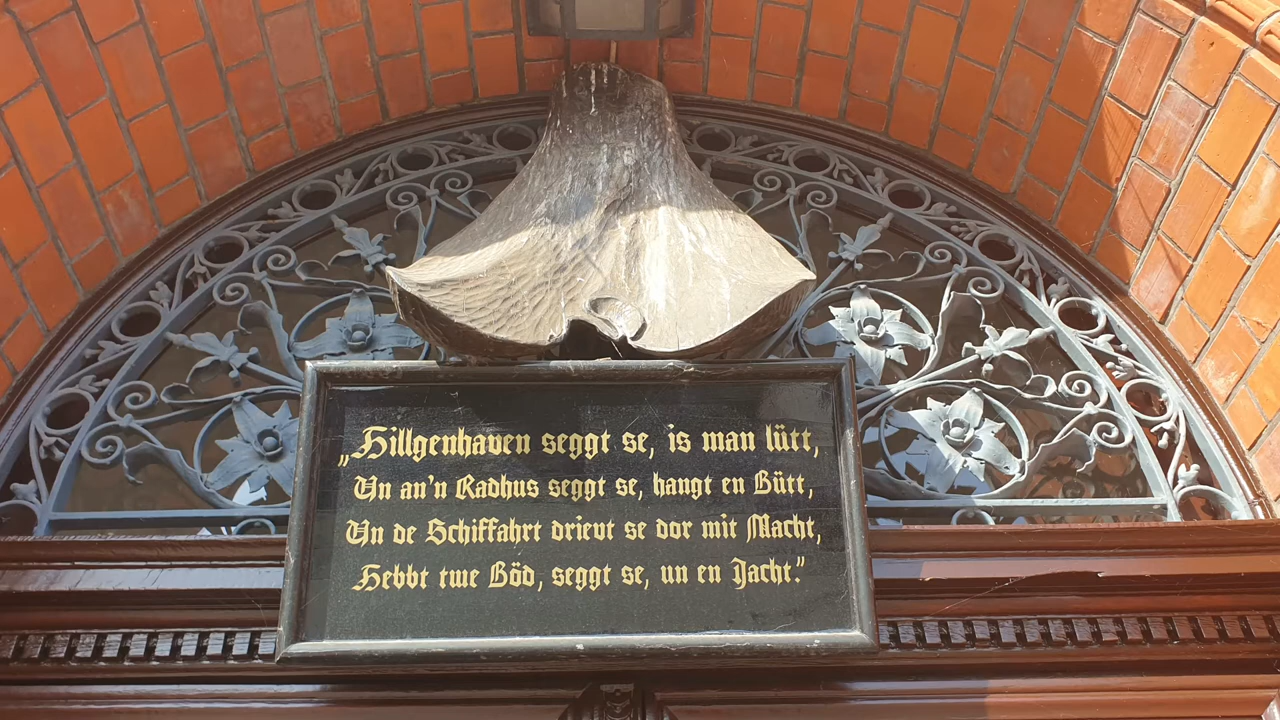 „Hillgenhaven seggt se, is man lütt,
Un an'n Radhus seggt se, hangt en Bütt,
Un de Schiffahrt drievt se dor mit Macht,
Hebbt twe Böd, seggt se, un en Jacht.”